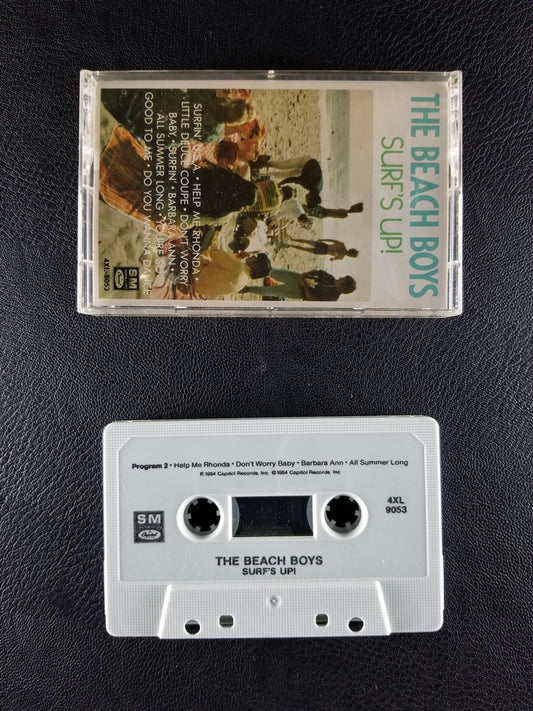 THE BEACH BOYS
SURF'S UP!
SURFIN' U.S.A. • HELP ME RHONDA •
LITTLE DEUCE COUPE • DON'T WORRY
BABY • SURFIN' • BARBARA ANN •
ALL SUMMER LONG • YOU'RE SO
GOOD TO ME • DO YOU WANNA DANCE
SM
Capitol
4XL-9053
Program 2 • Help Me Rhonda • Don't Worry Baby • Barbara Ann • All Summer Long
℗1984 Capitol Records, Inc ©1984 Capitol Records, Inc
SM
Capitol
4XL
9053
THE BEACH BOYS
SURF'S UP!